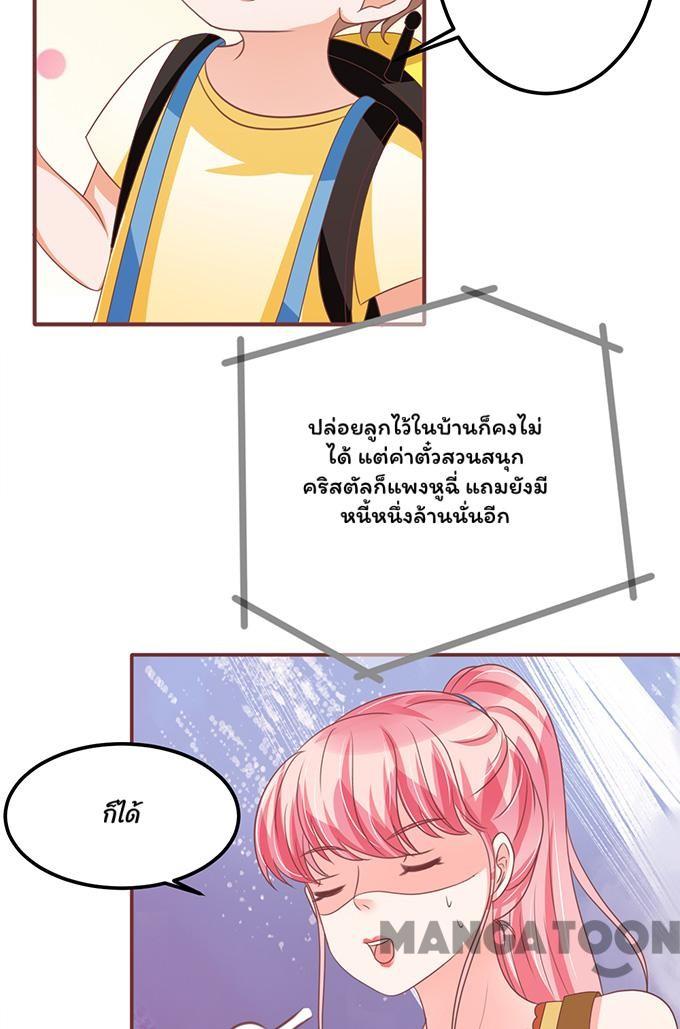 ปล่อยลูกไว้ในบ้านก็คงไม่
ได้ แต่ค่าตั๋วสวนสนุก
คริสตัลก็แพงหูฉี่ แถมยังมี
หนี้หนึ่งล้านนั่นอีก
ก็ได้
MANGATOON